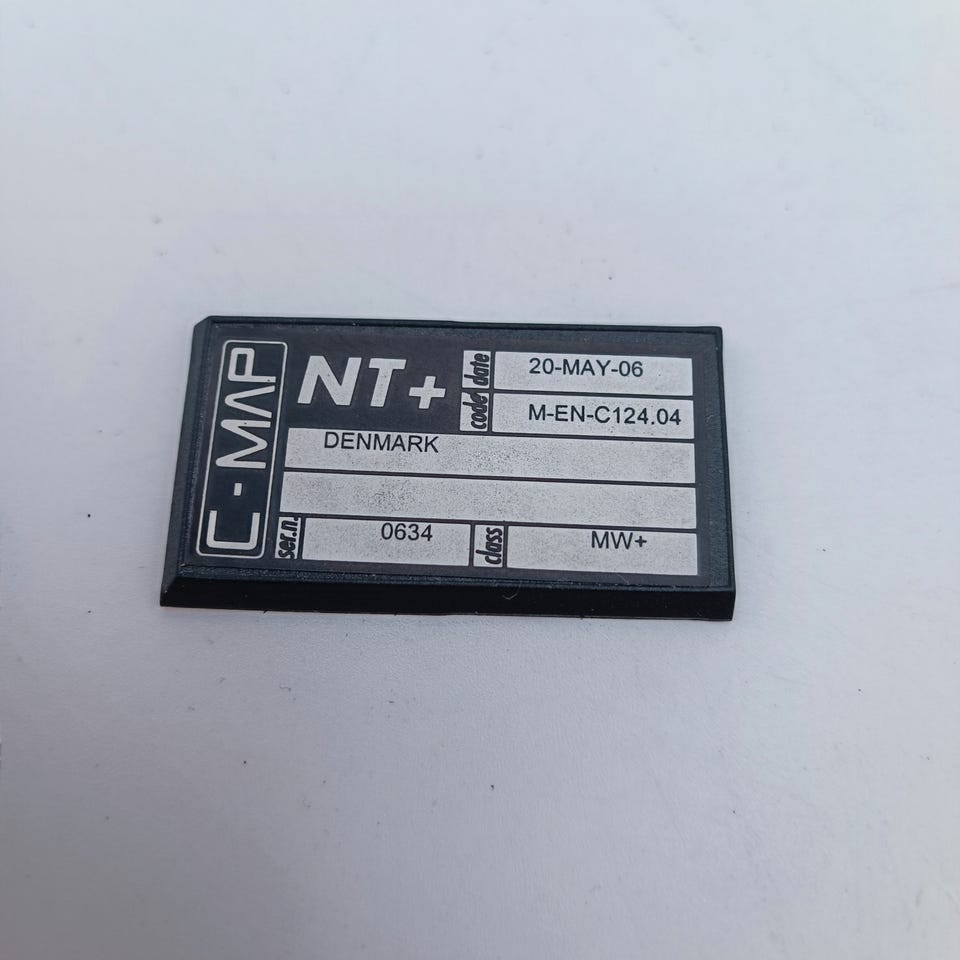 C-MAP
NT+
date 20-MAY-06
code M-EN-C124.04
DENMARK
ser.n. 0634 class MW+